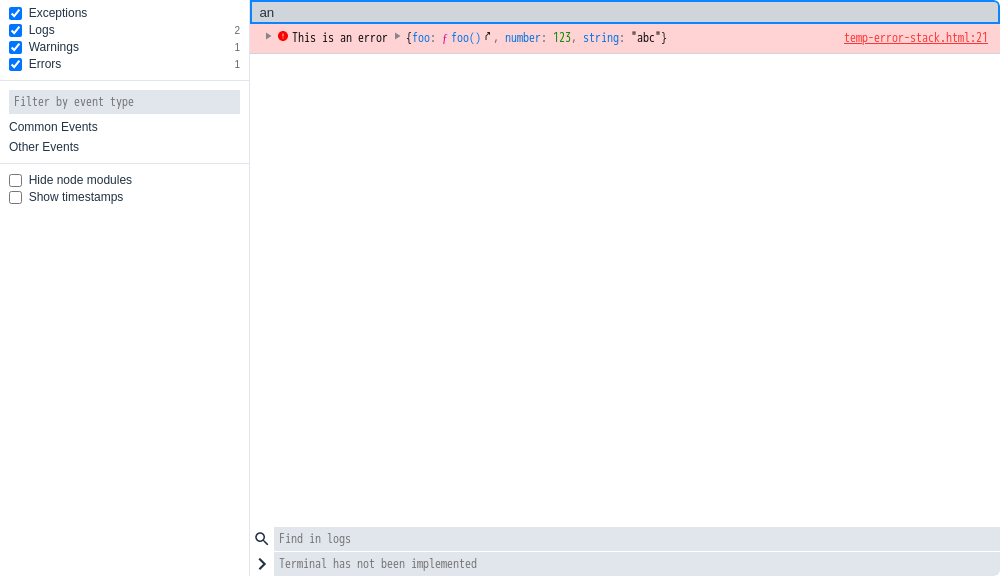 Exceptions
Logs 2
Warnings 1
Errors 1
Filter by event type
Common Events
Other Events
Hide node modules
Show timestamps
an
This is an error {foo: ƒ foo() , number: 123, string: "abc"} temp-error-stack.html:21
Find in logs
Terminal has not been implemented